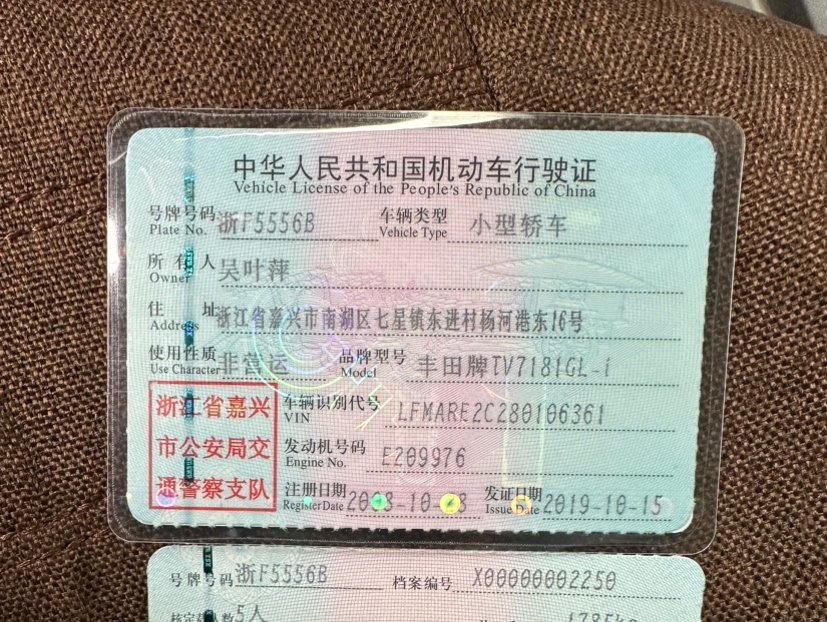 中华人民共和国机动车行驶证
Vehicle License of the People's Republic of China
号牌号码 浙F5556B 车辆类型 小型轿车
Plate No. Vehicle Type
所有人 吴叶萍
Owner
住址 浙江省嘉兴市南湖区七星镇东进村杨河港东16号
Address
使用性质 非营运 品牌型号 丰田牌TV7181GL-i
Use Character Model
浙江省嘉兴
市公安局交
通警察支队
车辆识别代号 LFMARE2C280106361
VIN
发动机号码 E209976
Engine No.
注册日期 发证日期 2019-10-15
Register Date Issue Date
号牌号码 浙F5556B 档案编号 X00000002250
核定载人数 5人